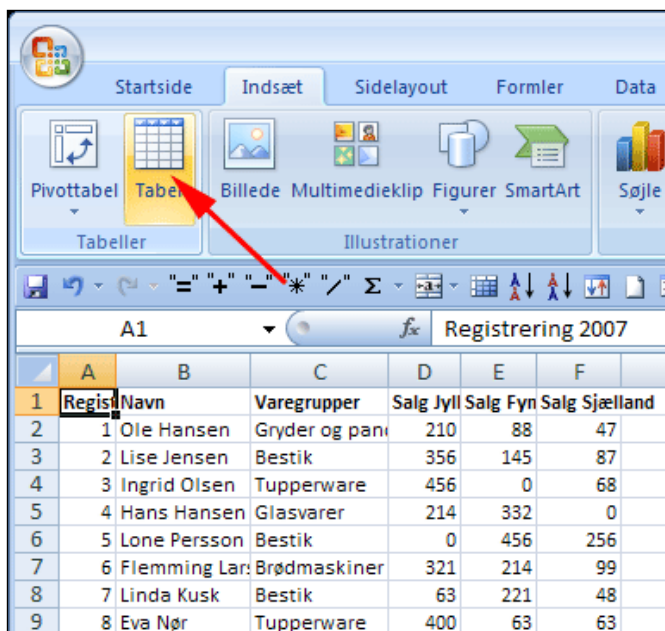 Startside Indsæt Sidelayout Formler Data
Pivottabel Tabel Billede Multimedieklip Figurer SmartArt Søjle
Tabeller Illustrationer
"=" "+" "−" "*" "/" Σ a
A1 fx Registrering 2007
A B C D E F
1 Regist Navn Varegrupper Salg Jyll Salg Fyn Salg Sjælland
2 1 Ole Hansen Gryder og pand 210 88 47
3 2 Lise Jensen Bestik 356 145 87
4 3 Ingrid Olsen Tupperware 456 0 68
5 4 Hans Hansen Glasvarer 214 332 0
6 5 Lone Persson Bestik 0 456 256
7 6 Flemming Lars Brødmaskiner 321 214 99
8 7 Linda Kusk Bestik 63 221 48
9 8 Eva Nør Tupperware 400 63 63